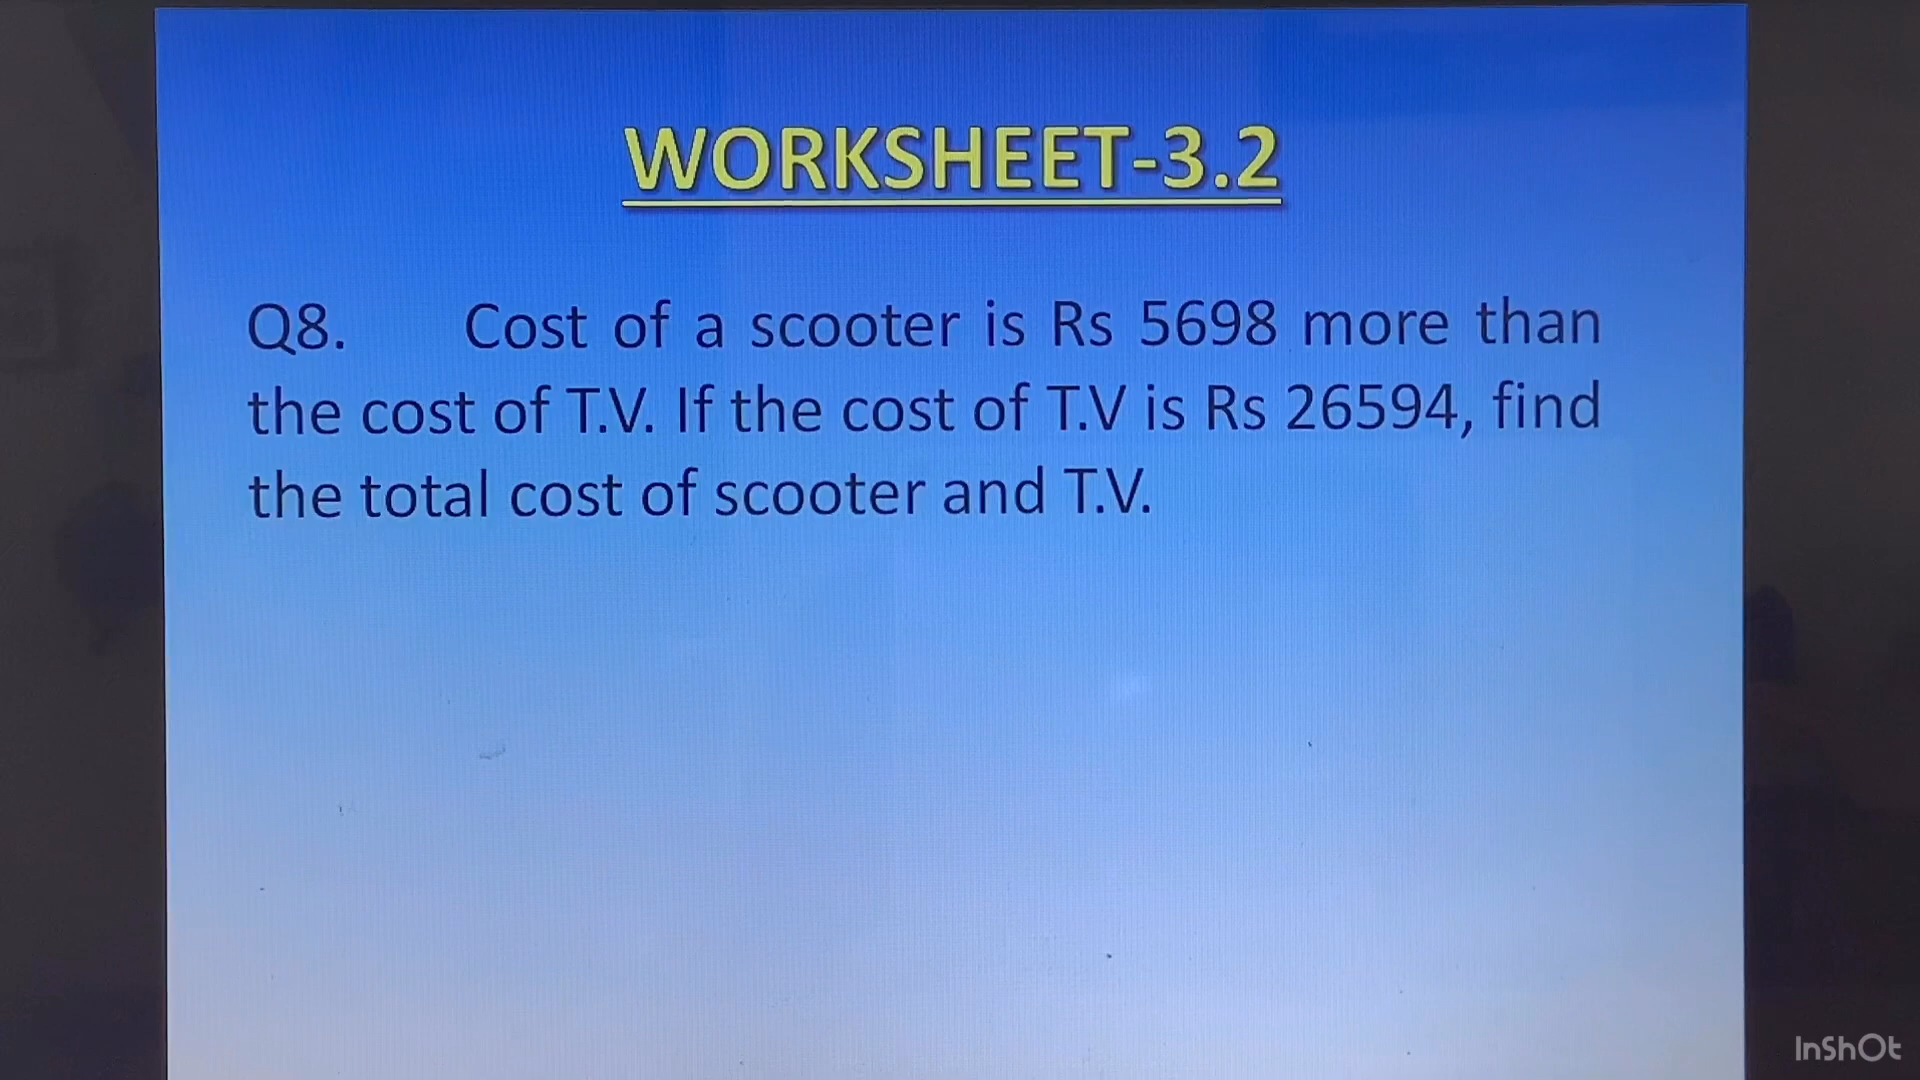 WORKSHEET-3.2
Q8. Cost of a scooter is Rs 5698 more than
the cost of T.V. If the cost of T.V is Rs 26594, find
the total cost of scooter and T.V.
InShOt